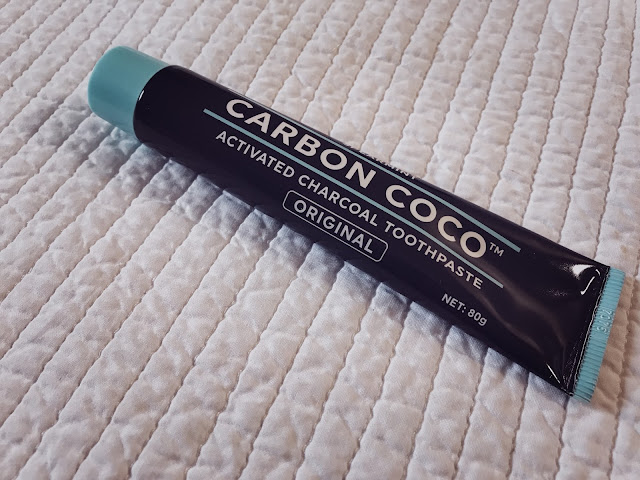 CARBON COCO™
ACTIVATED CHARCOAL TOOTHPASTE
ORIGINAL
NET: 80g